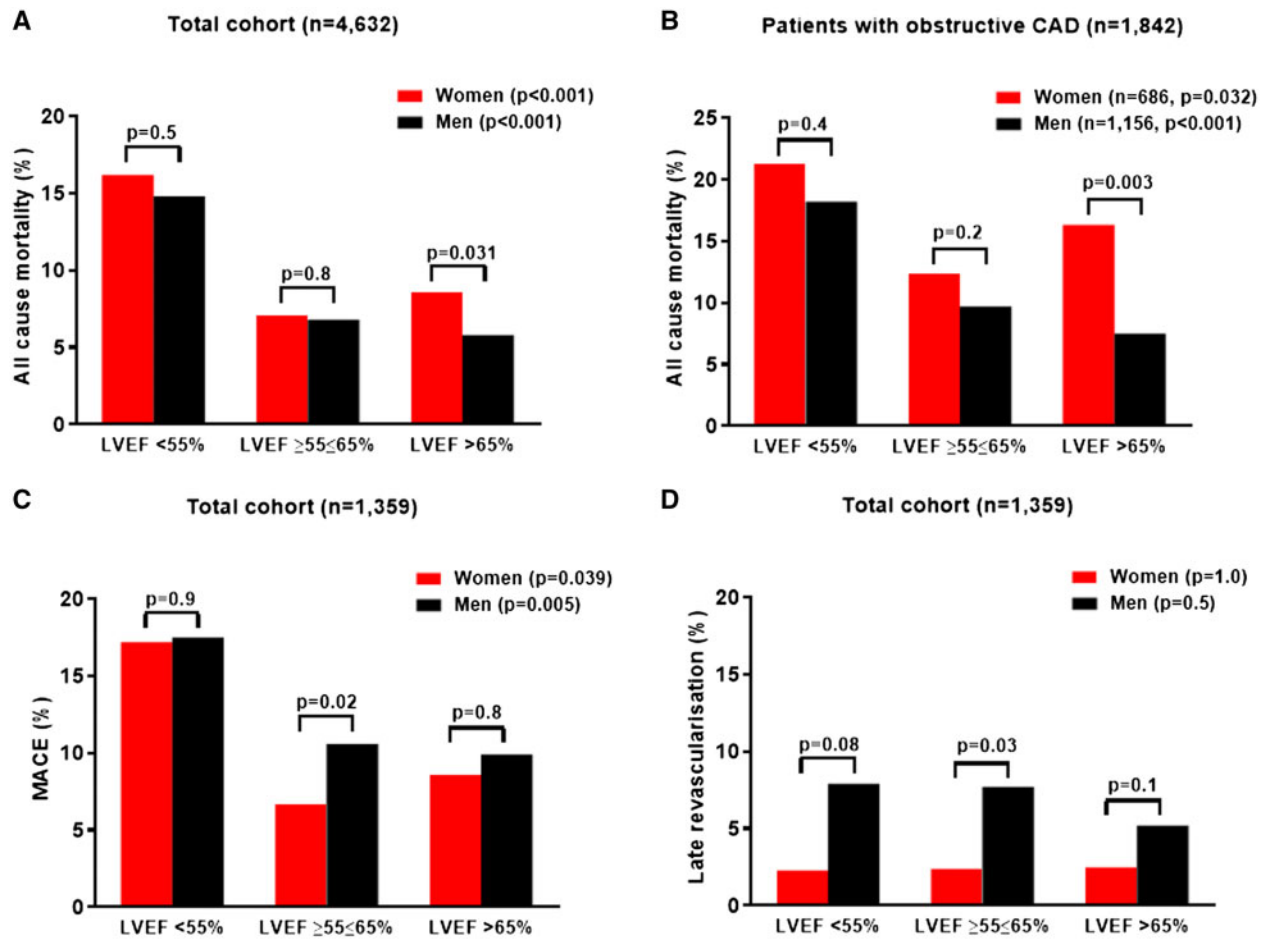 A
Total cohort (n=4,632)
Women (p<0.001)
Men (p<0.001)
All cause mortality (%)
20
15
10
5
0
p=0.5
p=0.8
p=0.031
LVEF <55%
LVEF ≥55≤65%
LVEF >65%
B
Patients with obstructive CAD (n=1,842)
Women (n=686, p=0.032)
Men (n=1,156, p<0.001)
All cause mortality (%)
25
20
15
10
5
0
p=0.4
p=0.2
p=0.003
LVEF <55%
LVEF ≥55≤65%
LVEF >65%
C
Total cohort (n=1,359)
Women (p=0.039)
Men (p=0.005)
MACE (%)
20
15
10
5
0
p=0.9
p=0.02
p=0.8
LVEF <55%
LVEF ≥55≤65%
LVEF >65%
D
Total cohort (n=1,359)
Women (p=1.0)
Men (p=0.5)
Late revascularisation (%)
20
15
10
5
0
p=0.08
p=0.03
p=0.1
LVEF <55%
LVEF ≥55≤65%
LVEF >65%